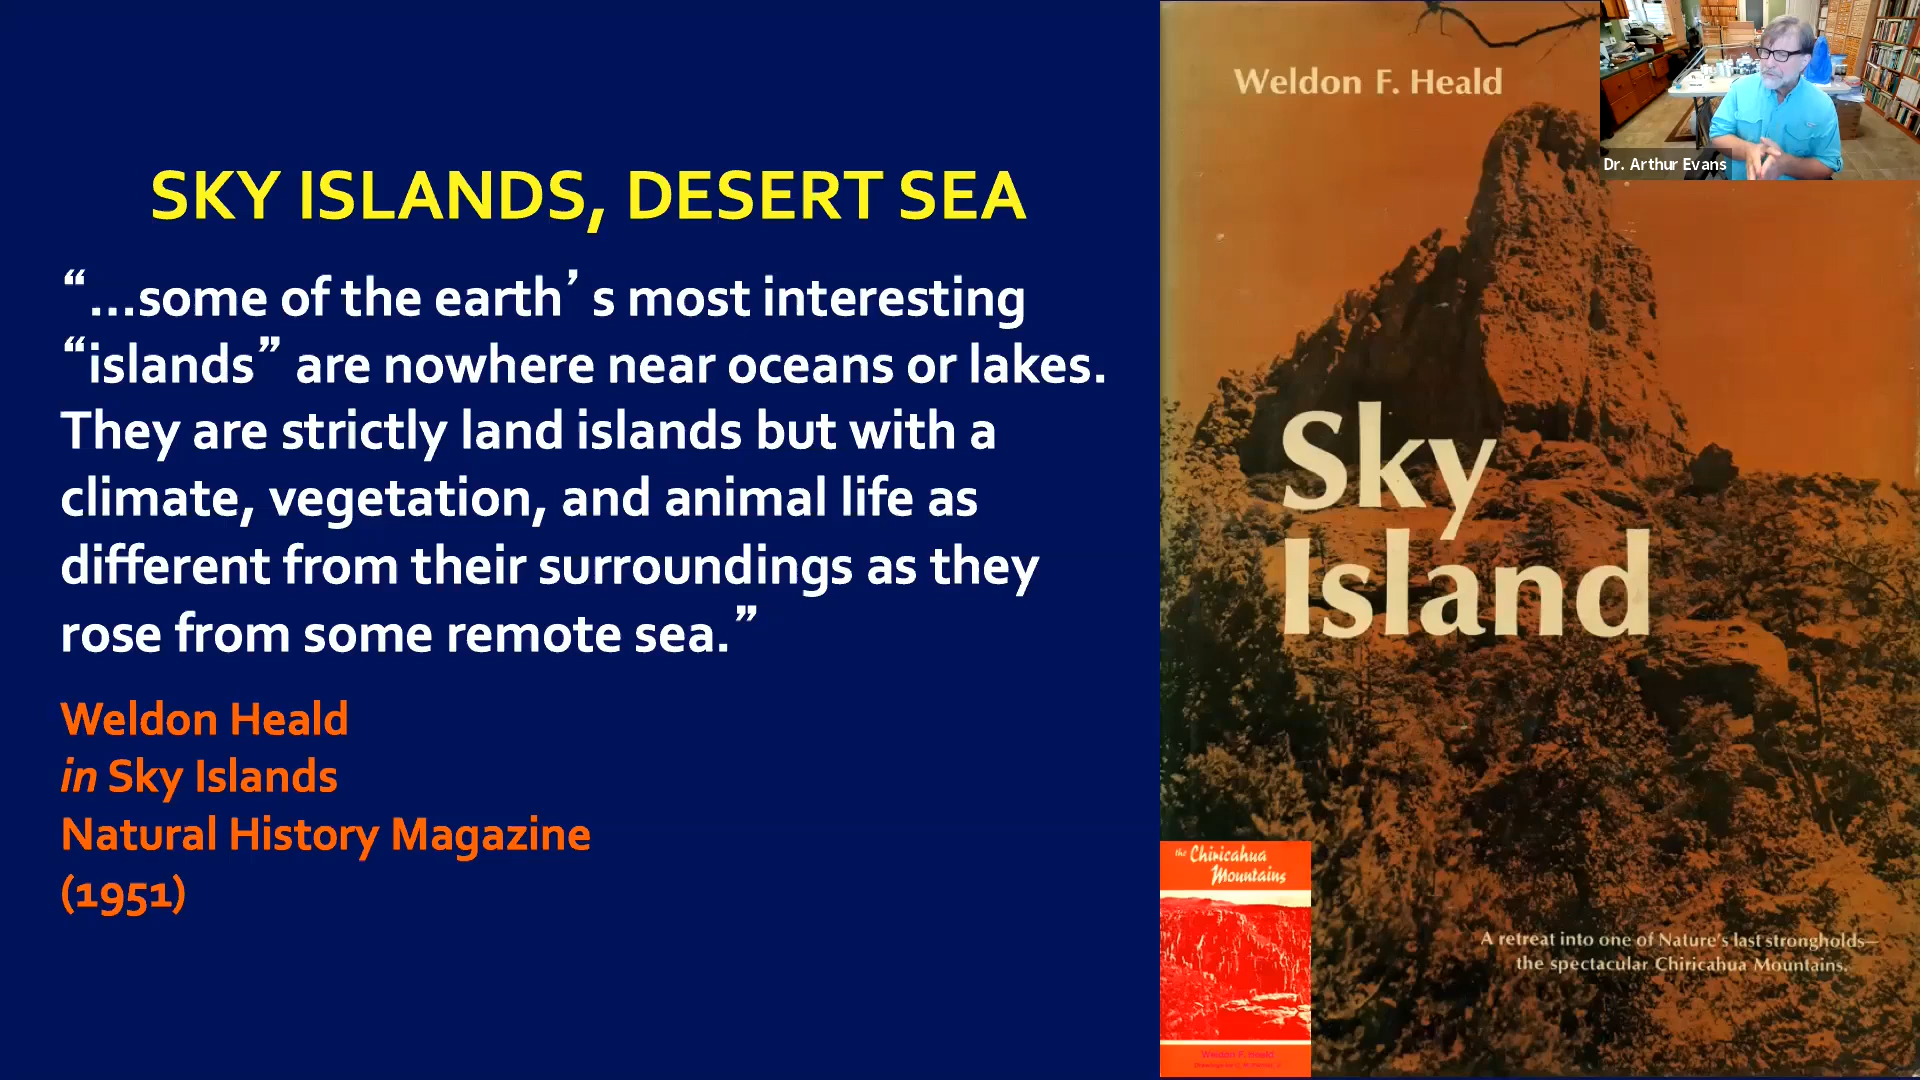 SKY ISLANDS, DESERT SEA
“…some of the earth’s most interesting
“islands” are nowhere near oceans or lakes.
They are strictly land islands but with a
climate, vegetation, and animal life as
different from their surroundings as they
rose from some remote sea.”
Weldon Heald
in Sky Islands
Natural History Magazine
(1951)
Weldon F. Heald
Sky
Island
A retreat into one of Nature's last strongholds—
the spectacular Chiricahua Mountains.
the Chiricahua
Mountains
Weldon F. Heald
Dr. Arthur Evans